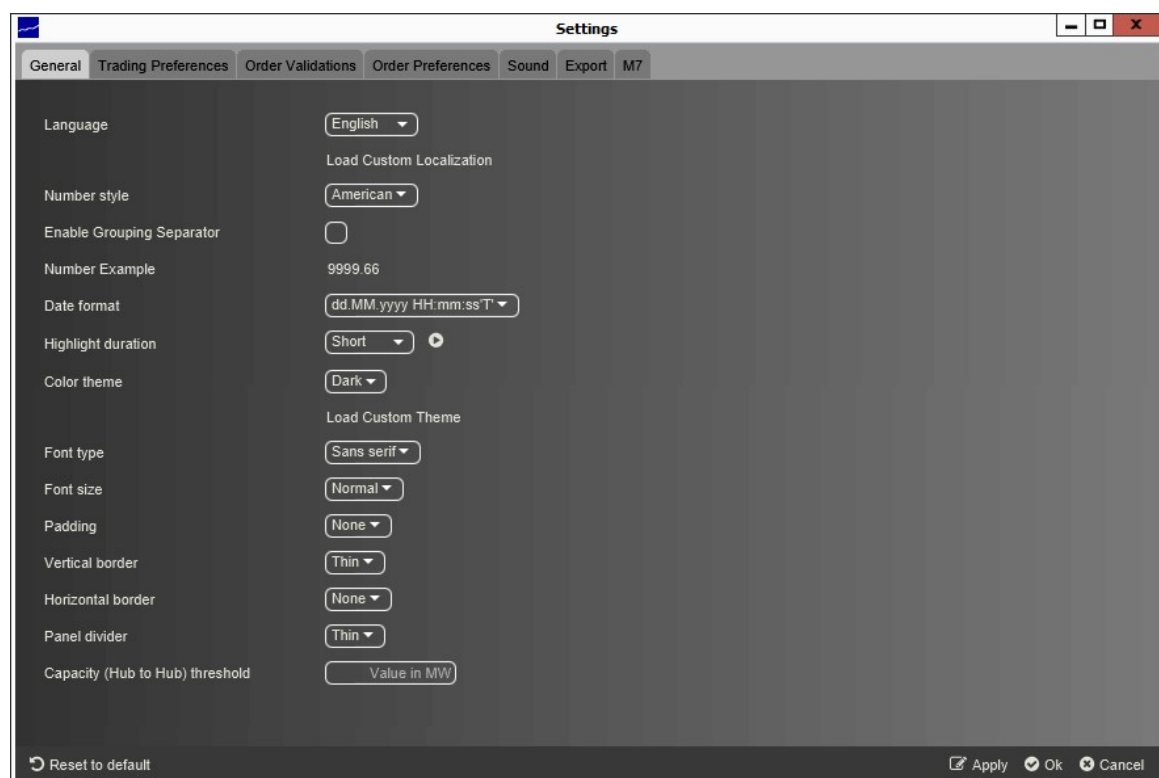 Settings
General Trading Preferences Order Validations Order Preferences Sound Export M7
Language English
Load Custom Localization
Number style American
Enable Grouping Separator
Number Example 9999.66
Date format dd.MM.yyyy HH:mm:ss'T'
Highlight duration Short
Color theme Dark
Load Custom Theme
Font type Sans serif
Font size Normal
Padding None
Vertical border Thin
Horizontal border None
Panel divider Thin
Capacity (Hub to Hub) threshold Value in MW
Reset to default Apply Ok Cancel